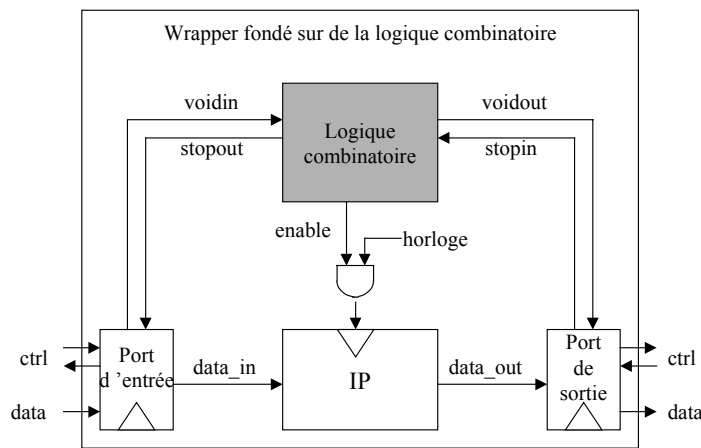 Wrapper fondé sur de la logique combinatoire
voidin
voidout
Logique
combinatoire
stopout
stopin
enable
horloge
ctrl
Port
d ’entrée
data_in
IP
data_out
Port
de
sortie
ctrl
data
data